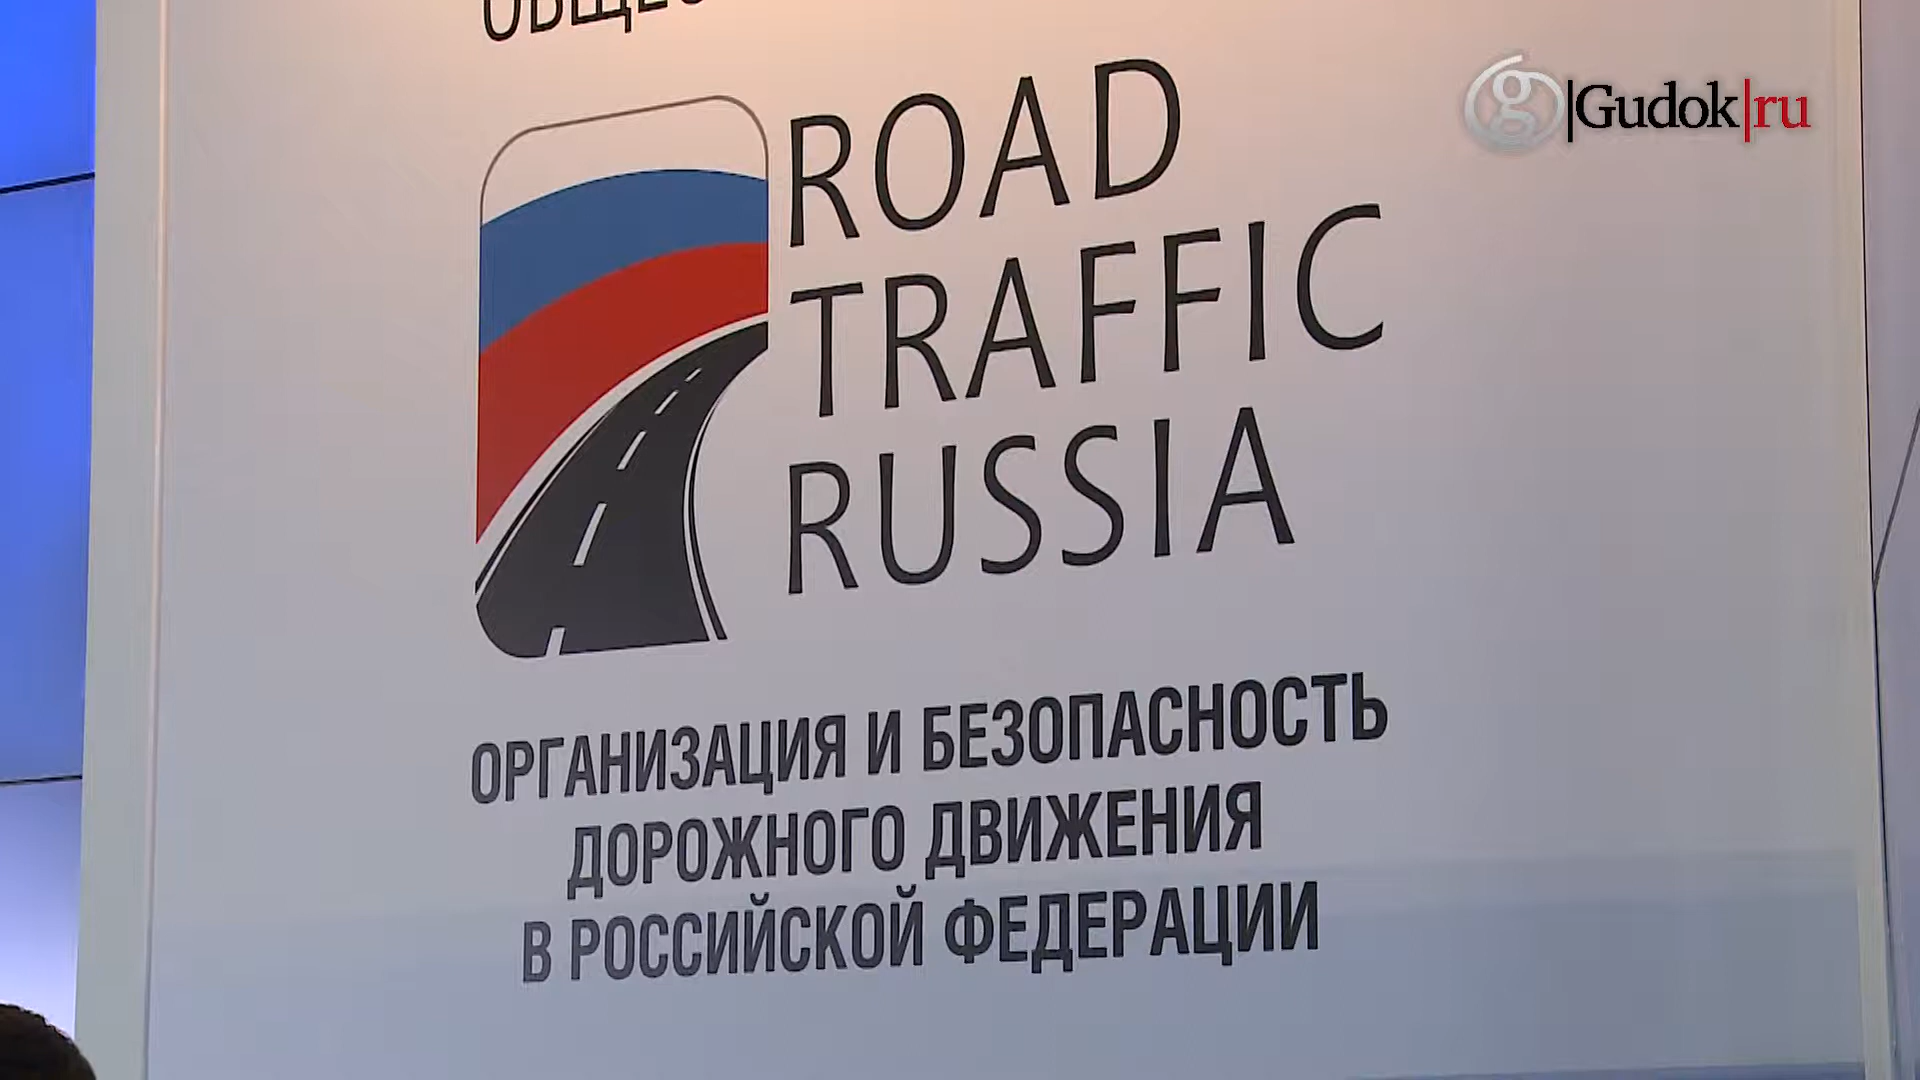 ROAD
TRAFFIC
RUSSIA
ОРГАНИЗАЦИЯ И БЕЗОПАСНОСТЬ
ДОРОЖНОГО ДВИЖЕНИЯ
В РОССИЙСКОЙ ФЕДЕРАЦИИ
g|Gudok|ru